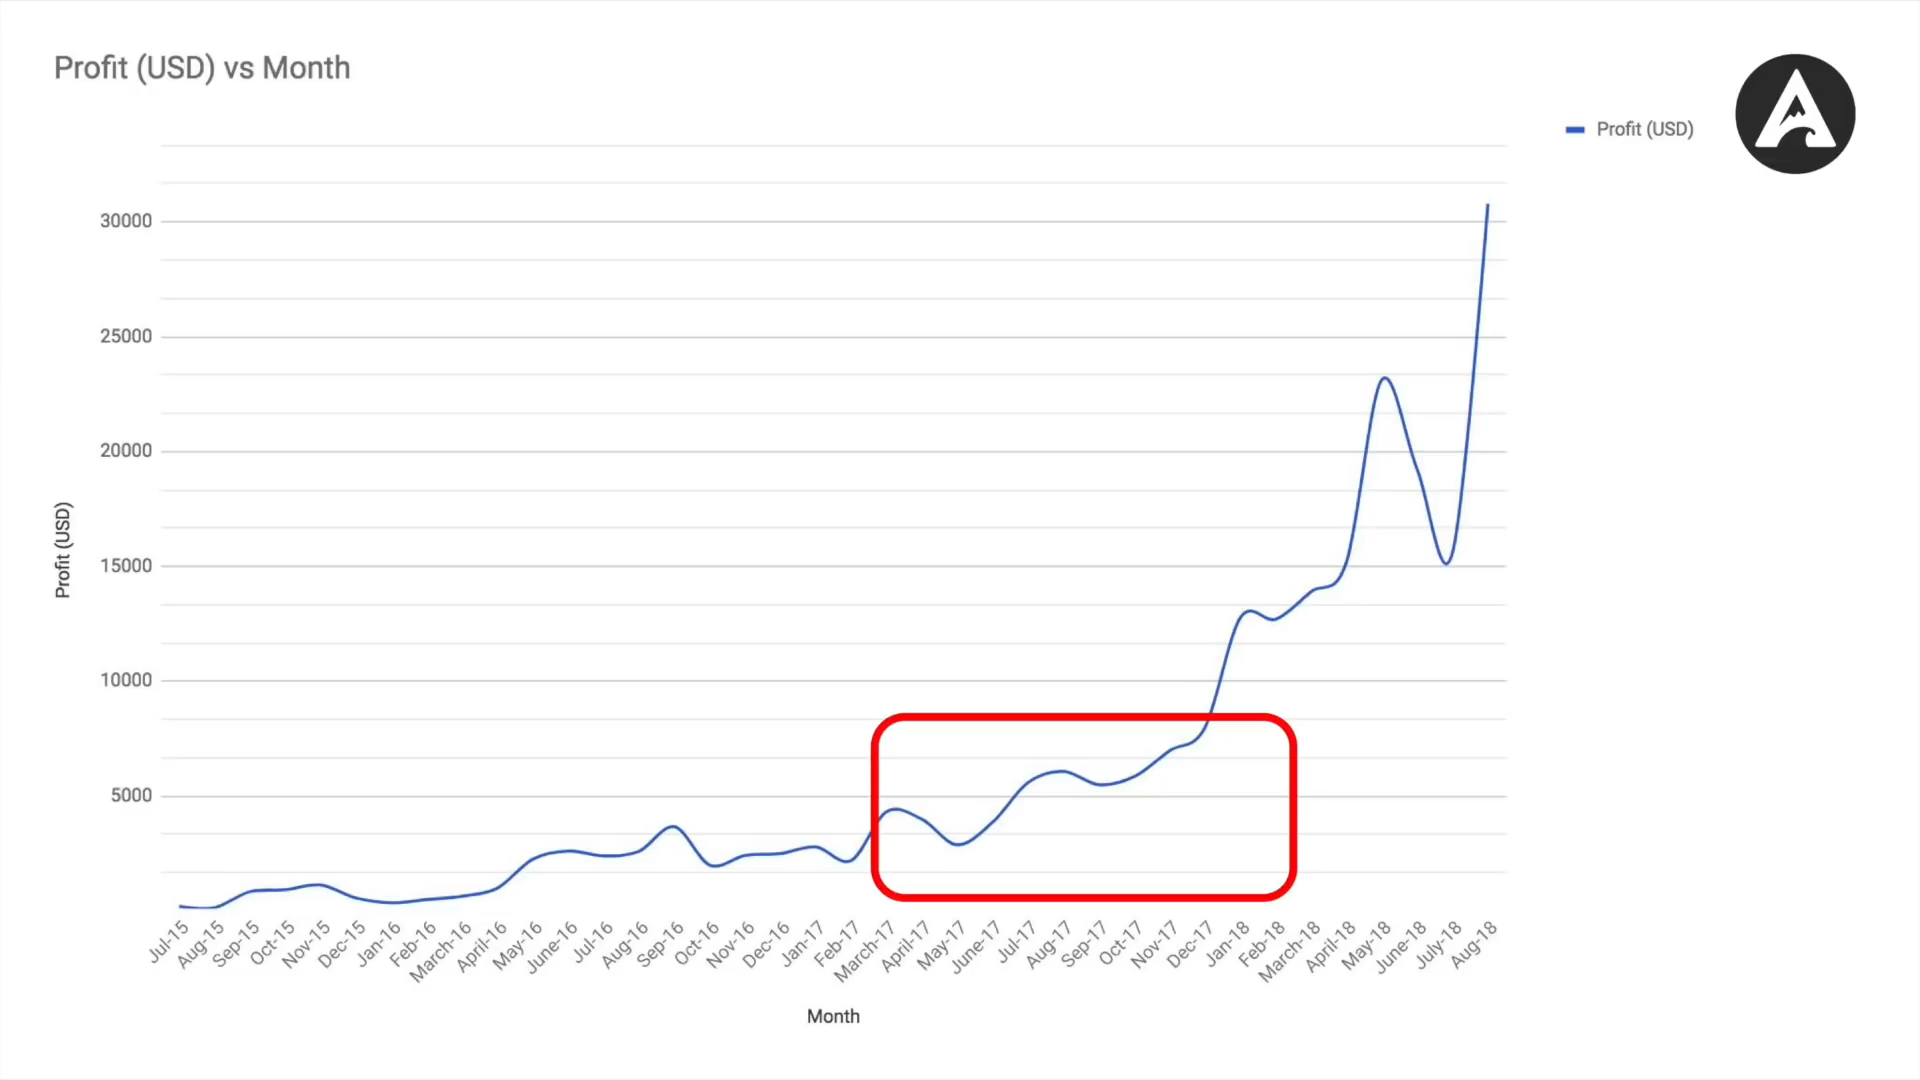 Profit (USD) vs Month
Profit (USD)
30000
25000
20000
15000
10000
5000
Profit (USD)
Jul-15
Aug-15
Sep-15
Oct-15
Nov-15
Dec-15
Jan-16
Feb-16
March-16
April-16
May-16
June-16
Jul-16
Aug-16
Sep-16
Oct-16
Nov-16
Dec-16
Jan-17
Feb-17
March-17
April-17
May-17
June-17
Jul-17
Aug-17
Sep-17
Oct-17
Nov-17
Dec-17
Jan-18
Feb-18
March-18
April-18
May-18
June-18
July-18
Aug-18
Month